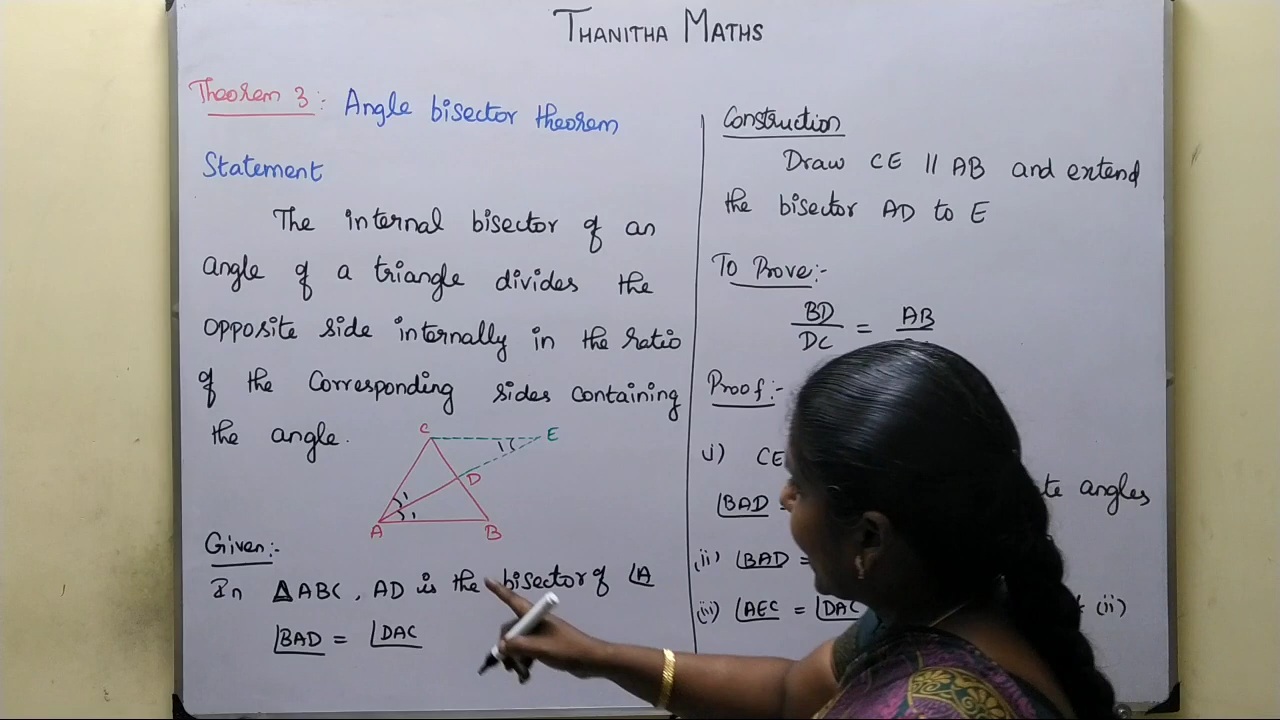 THANITHA MATHS
Theorem 3: Angle bisector theorem
Statement
The internal bisector of an
angle of a triangle divides the
opposite side internally in the ratio
of the corresponding sides containing
the angle.
C
E
D
A
B
Given:-
In ΔABC, AD is the bisector of ∠A
∠BAD = ∠DAC
Construction
Draw CE || AB and extend
the bisector AD to E
To Prove:-
BD/DC = AB
Proof:-
i) CE
∠BAD = angles
(ii) ∠BAD =
(iii) ∠AEC = ∠DAC (ii)